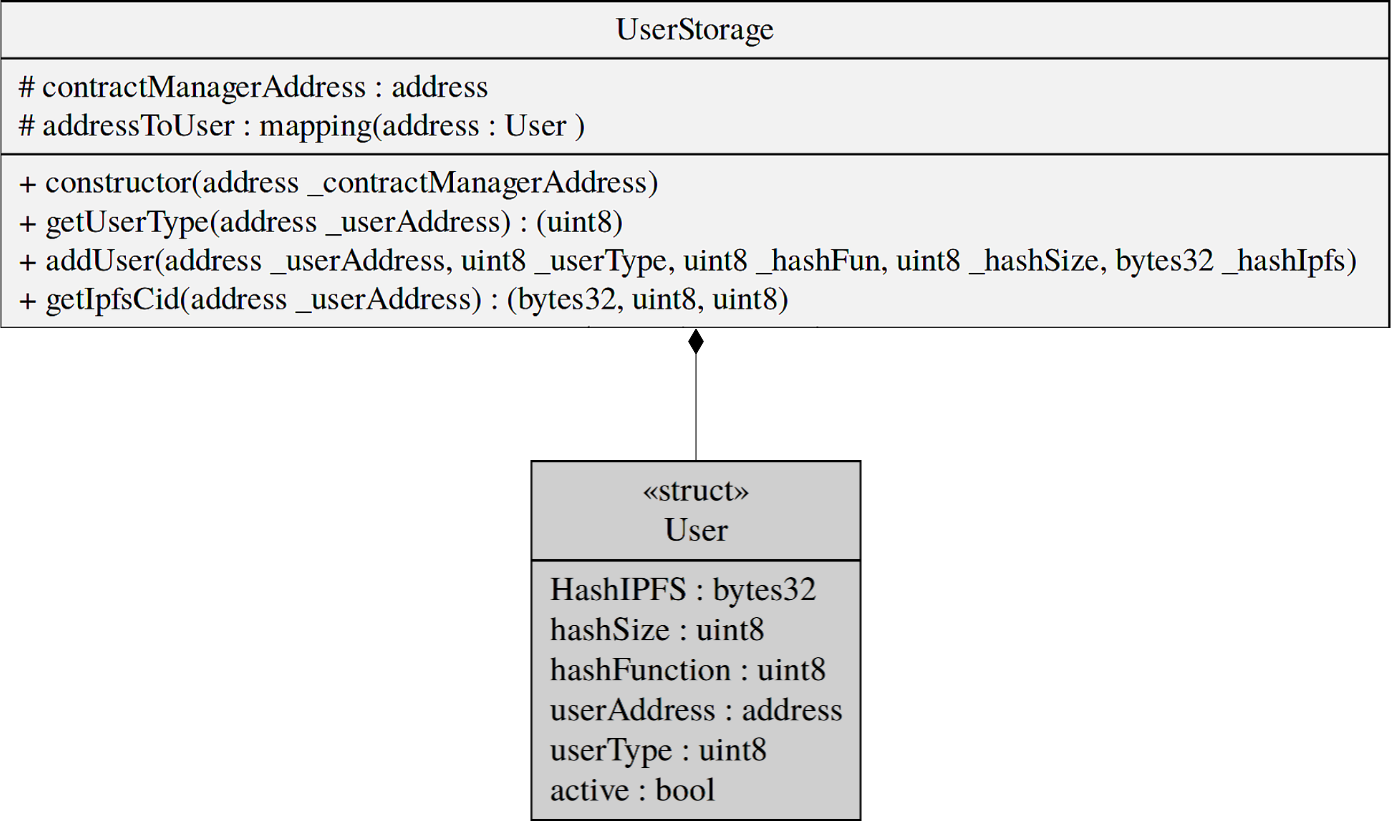 UserStorage
# contractManagerAddress : address
# addressToUser : mapping(address : User )
+ constructor(address _contractManagerAddress)
+ getUserType(address _userAddress) : (uint8)
+ addUser(address _userAddress, uint8 _userType, uint8 _hashFun, uint8 _hashSize, bytes32 _hashIpfs)
+ getIpfsCid(address _userAddress) : (bytes32, uint8, uint8)
«struct»
User
HashIPFS : bytes32
hashSize : uint8
hashFunction : uint8
userAddress : address
userType : uint8
active : bool